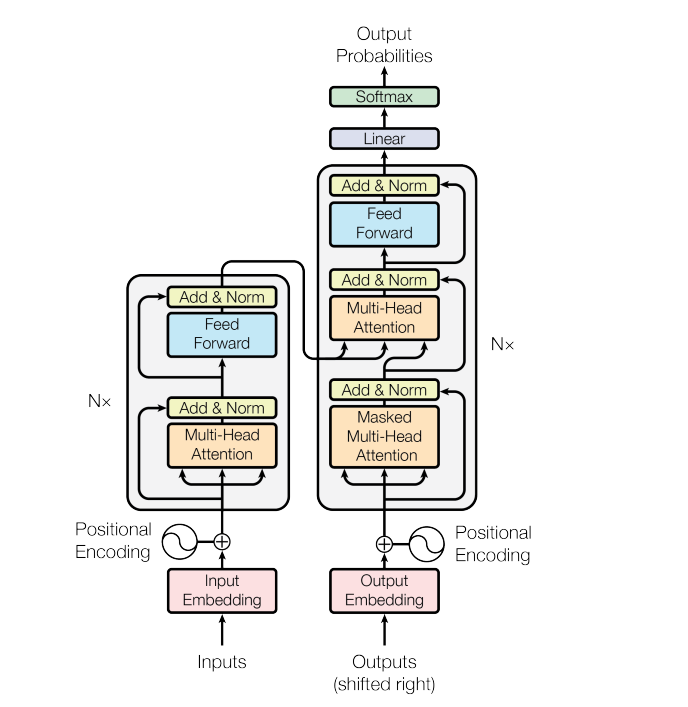 Output
Probabilities
Softmax
Linear
Add & Norm
Feed
Forward
Add & Norm
Multi-Head
Attention
Add & Norm
Masked
Multi-Head
Attention
N×
Add & Norm
Feed
Forward
Add & Norm
Multi-Head
Attention
N×
Positional
Encoding
Positional
Encoding
Input
Embedding
Output
Embedding
Inputs
Outputs
(shifted right)